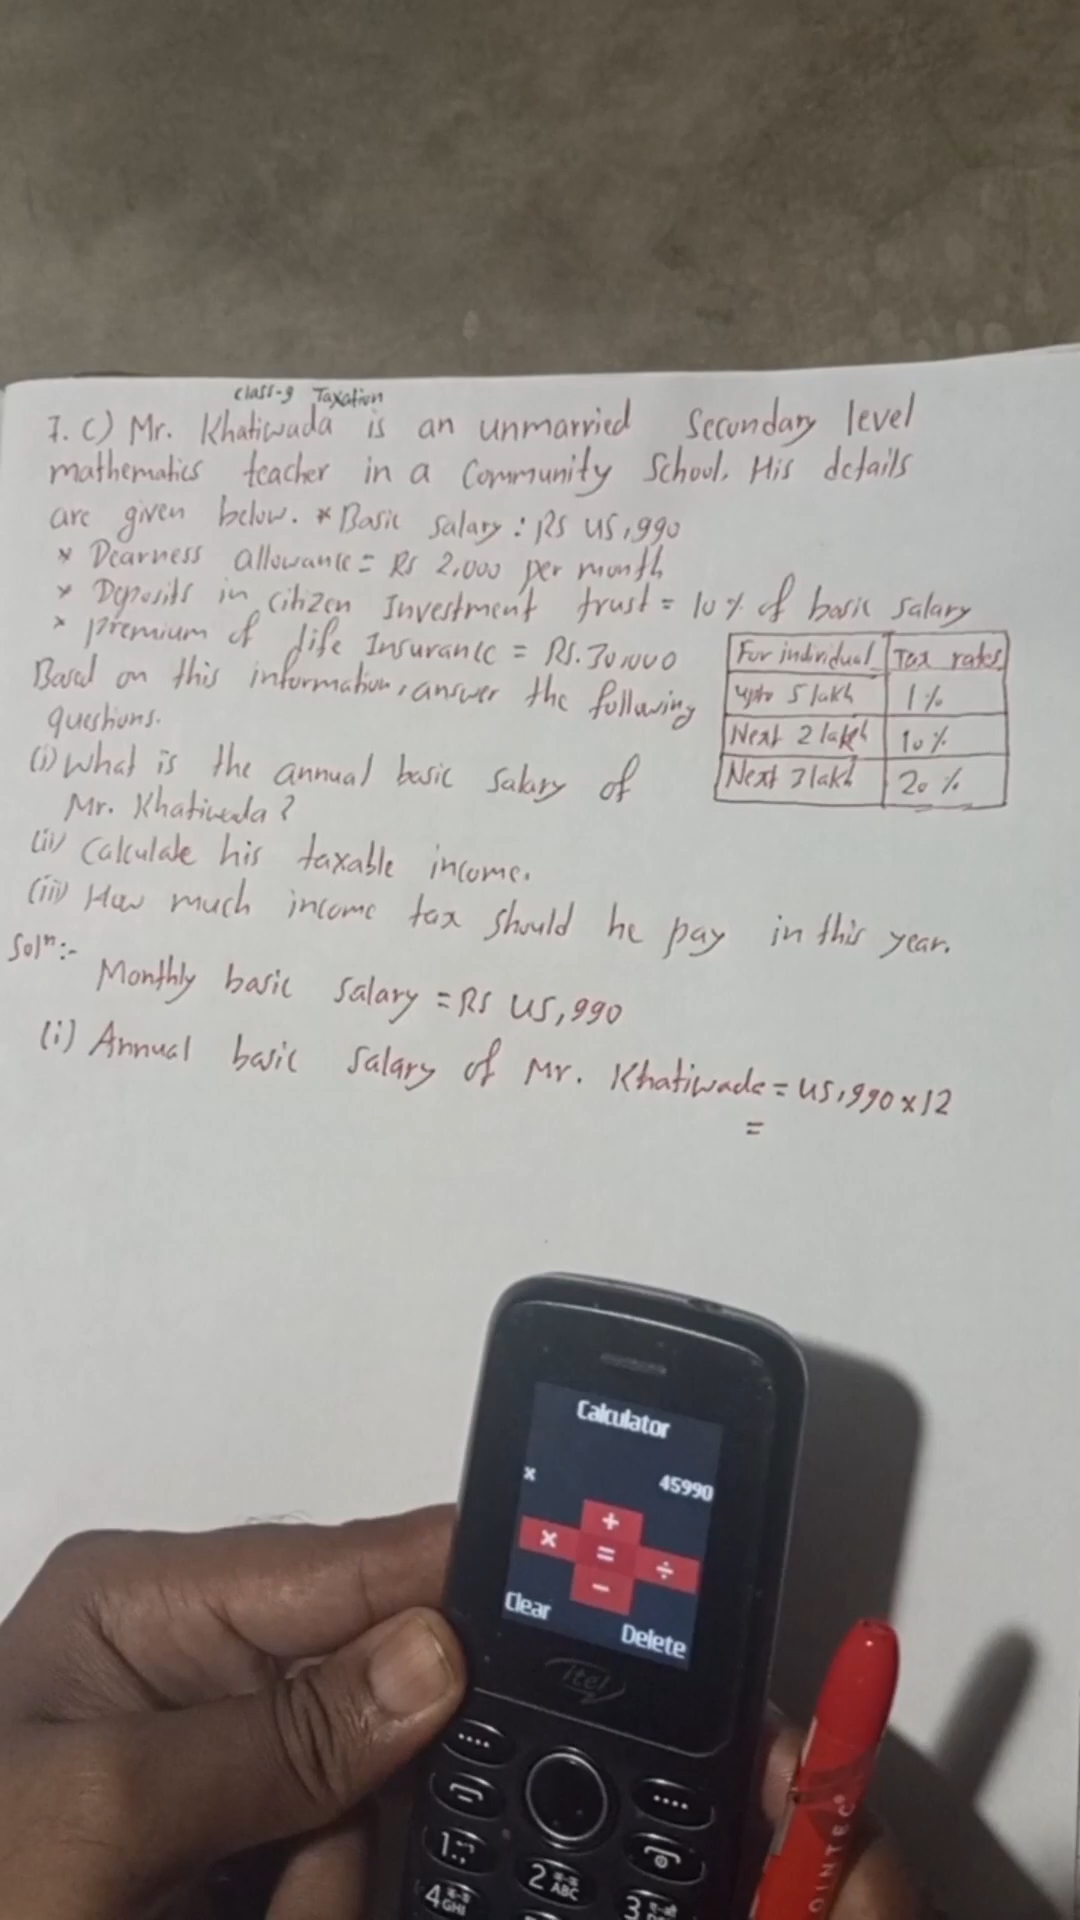 class-9 Taxation
7. c) Mr. Khatiwada is an unmarried Secondary level
mathematics teacher in a Community School. His details
are given below. * Basic Salary : Rs 45,990
* Dearness allowance = Rs 2,000 per month
* Deposits in Citizen Investment trust = 10% of basic salary
* premium of life Insurance = Rs. 30,000
Based on this information, answer the following
questions.
For individual Tax rates
upto 5 lakh 1%
Next 2 lakh 10%
Next 3 lakh 20%
(i) What is the annual basic salary of
Mr. Khatiwada?
(ii) Calculate his taxable income.
(iii) How much income tax should he pay in this year.
Solⁿ:-
Monthly basic salary = Rs 45,990
(i) Annual basic salary of Mr. Khatiwada = 45,990 x 12
=
Calculator
x 45990
+
x = ÷
-
Clear Delete
itel
1
2 ABC
3
4 GHI
OINTEC